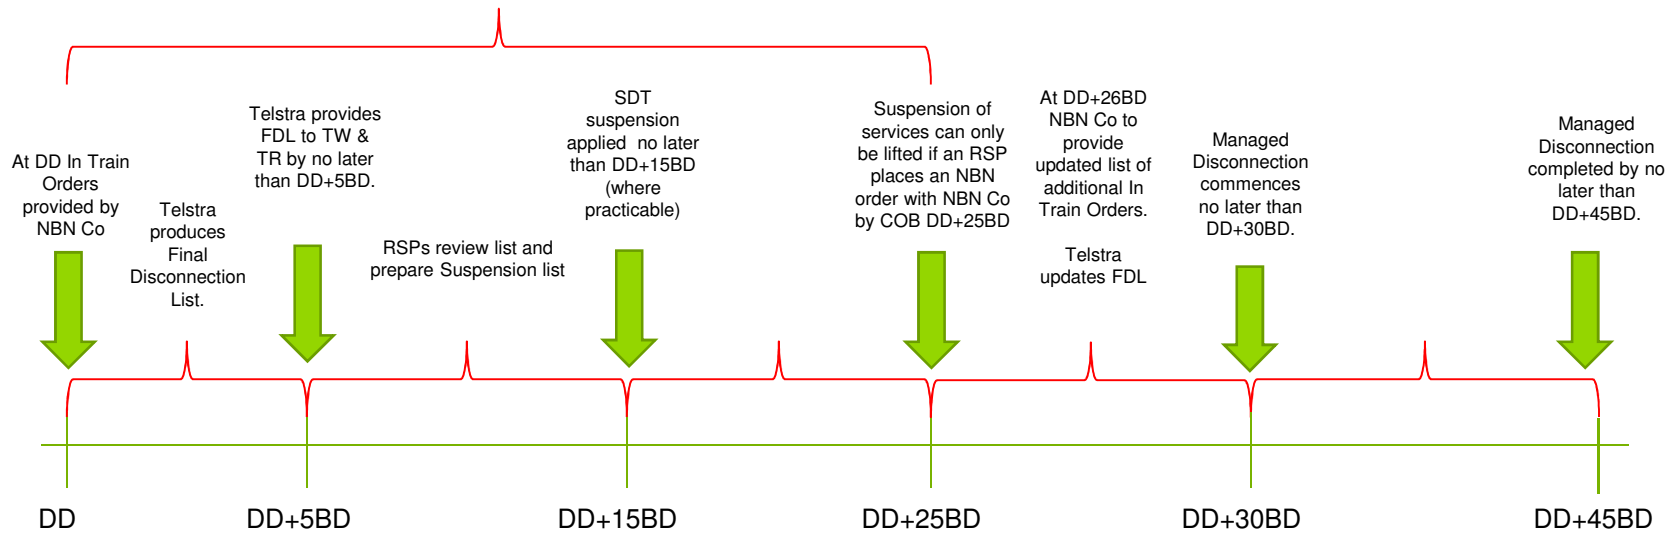 At DD In Train
Orders
provided by
NBN Co
Telstra
produces
Final
Disconnection
List.
Telstra provides
FDL to TW &
TR by no later
than DD+5BD.
RSPs review list and
prepare Suspension list
SDT
suspension
applied no later
than DD+15BD
(where
practicable)
Suspension of
services can only
be lifted if an RSP
places an NBN
order with NBN Co
by COB DD+25BD
At DD+26BD
NBN Co to
provide
updated list of
additional In
Train Orders.
Telstra
updates FDL
Managed
Disconnection
commences
no later than
DD+30BD.
Managed
Disconnection
completed by no
later than
DD+45BD.
DD
DD+5BD
DD+15BD
DD+25BD
DD+30BD
DD+45BD